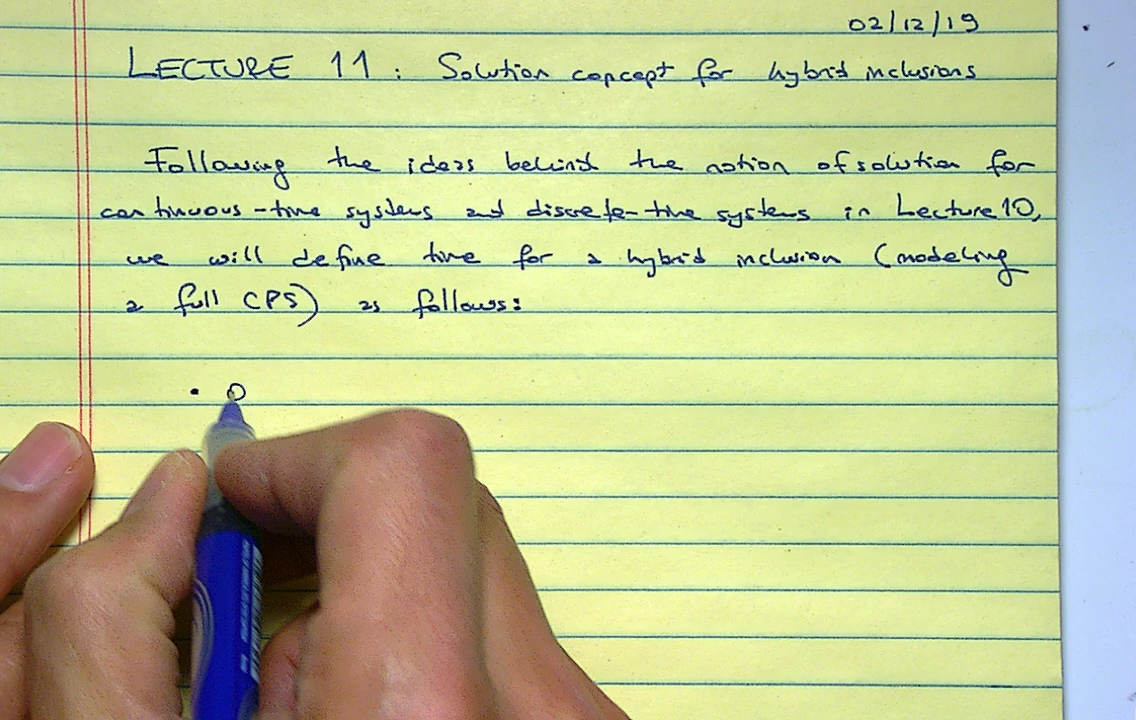 02/12/19
LECTURE 11: Solution concept for hybrid inclusions
Following the ideas behind the notion of solution for
continuous-time systems and discrete-time systems in Lecture 10,
we will define time for a hybrid inclusion (modeling
a full CPS) as follows:
• O